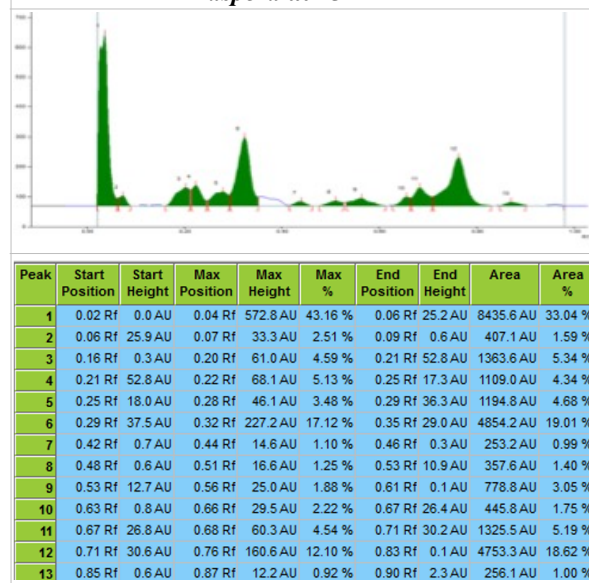 Peak Start Position Start Height Max Position Max Height Max % End Position End Height Area Area %
1 0.02 Rf 0.0 AU 0.04 Rf 572.8 AU 43.16 % 0.06 Rf 25.2 AU 8435.6 AU 33.04 %
2 0.06 Rf 25.9 AU 0.07 Rf 33.3 AU 2.51 % 0.09 Rf 0.6 AU 407.1 AU 1.59 %
3 0.16 Rf 0.3 AU 0.20 Rf 61.0 AU 4.59 % 0.21 Rf 52.8 AU 1363.6 AU 5.34 %
4 0.21 Rf 52.8 AU 0.22 Rf 68.1 AU 5.13 % 0.25 Rf 17.3 AU 1109.0 AU 4.34 %
5 0.25 Rf 18.0 AU 0.28 Rf 46.1 AU 3.48 % 0.29 Rf 36.3 AU 1194.8 AU 4.68 %
6 0.29 Rf 37.5 AU 0.32 Rf 227.2 AU 17.12 % 0.35 Rf 29.0 AU 4854.2 AU 19.01 %
7 0.42 Rf 0.7 AU 0.44 Rf 14.6 AU 1.10 % 0.46 Rf 0.3 AU 253.2 AU 0.99 %
8 0.48 Rf 0.6 AU 0.51 Rf 16.6 AU 1.25 % 0.53 Rf 10.9 AU 357.6 AU 1.40 %
9 0.53 Rf 12.7 AU 0.56 Rf 25.0 AU 1.88 % 0.61 Rf 0.1 AU 778.8 AU 3.05 %
10 0.63 Rf 0.8 AU 0.66 Rf 29.5 AU 2.22 % 0.67 Rf 26.4 AU 445.8 AU 1.75 %
11 0.67 Rf 26.8 AU 0.68 Rf 60.3 AU 4.54 % 0.71 Rf 30.2 AU 1325.5 AU 5.19 %
12 0.71 Rf 30.6 AU 0.76 Rf 160.6 AU 12.10 % 0.83 Rf 0.1 AU 4753.3 AU 18.62 %
13 0.85 Rf 0.6 AU 0.87 Rf 12.2 AU 0.92 % 0.90 Rf 2.3 AU 256.1 AU 1.00 %